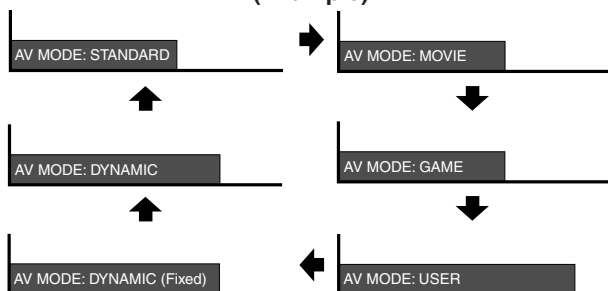 AV MODE: STANDARD
AV MODE: MOVIE
AV MODE: DYNAMIC
AV MODE: GAME
AV MODE: DYNAMIC (Fixed)
AV MODE: USER